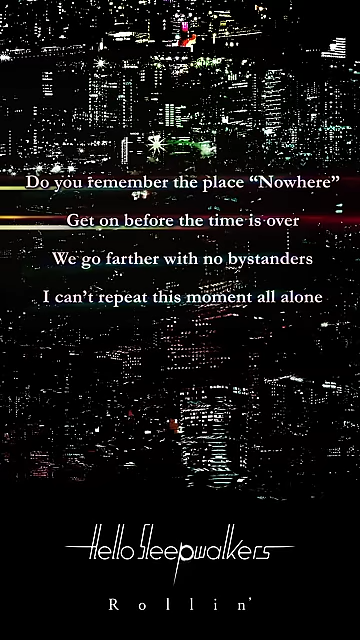 Do you remember the place “Nowhere”
Get on before the time is over
We go farther with no bystanders
I can’t repeat this moment all alone
Hello Sleepwalkers
Rollin’